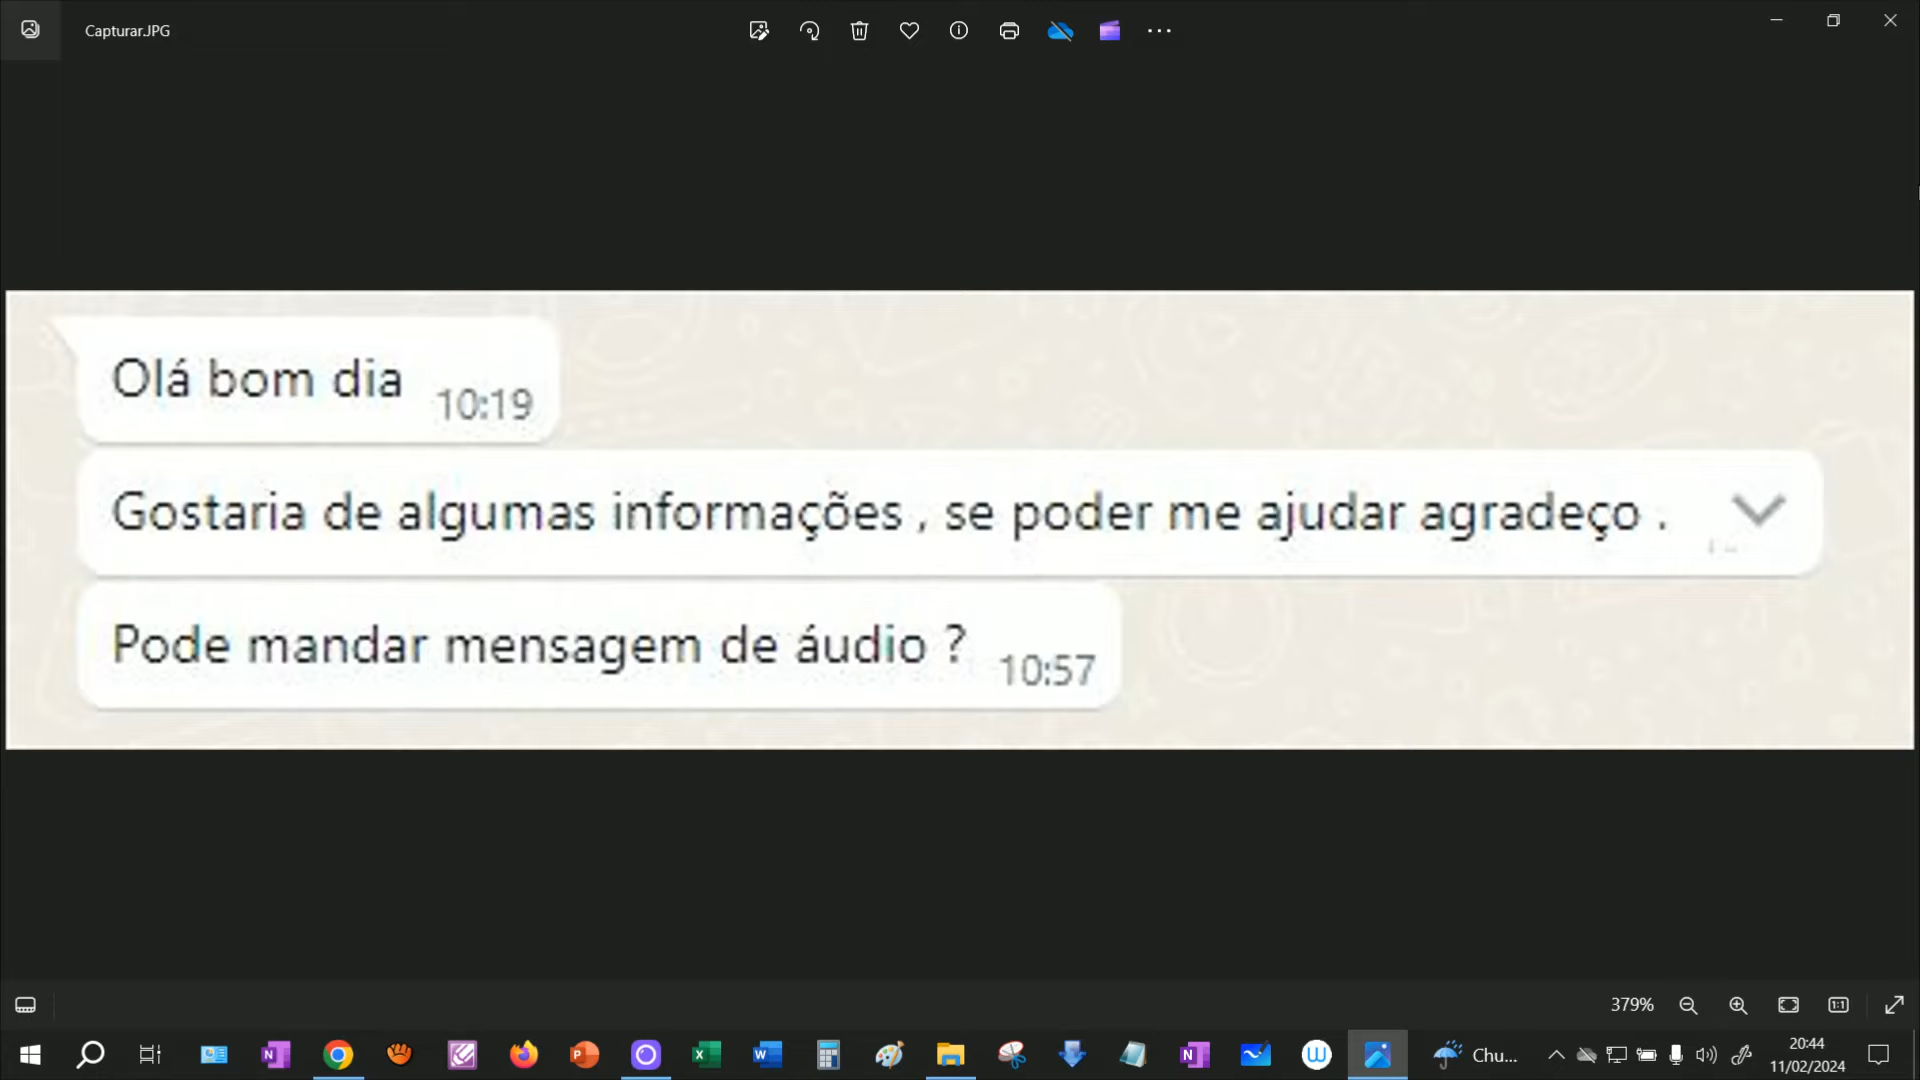 Capturar.JPG
Olá bom dia 10:19
Gostaria de algumas informações , se poder me ajudar agradeço .
Pode mandar mensagem de áudio ? 10:57
379%
Chu...
20:44
11/02/2024